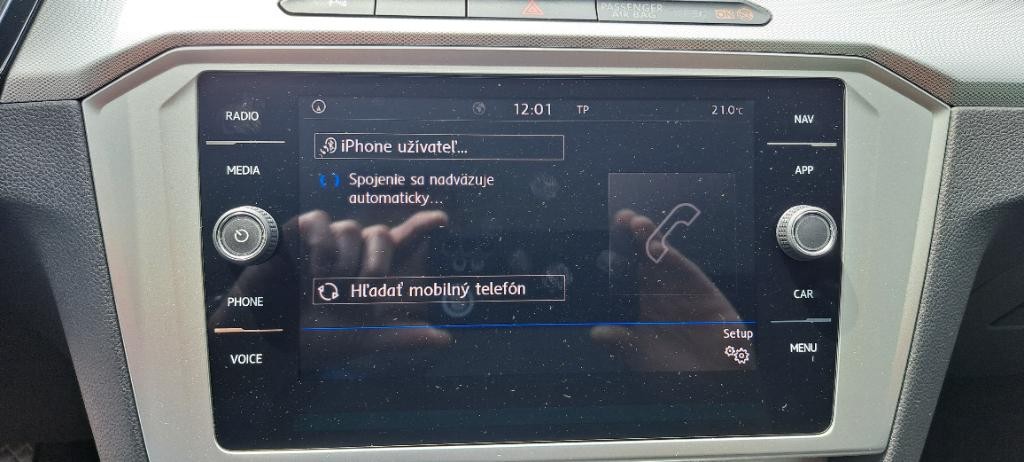 PASSENGER
AIR BAG
ON
RADIO
12:01
TP
21.0°C
NAV
iPhone užívateľ...
MEDIA
Spojenie sa nadväzuje
automaticky...
APP
PHONE
Hľadať mobilný telefón
CAR
Setup
VOICE
MENU